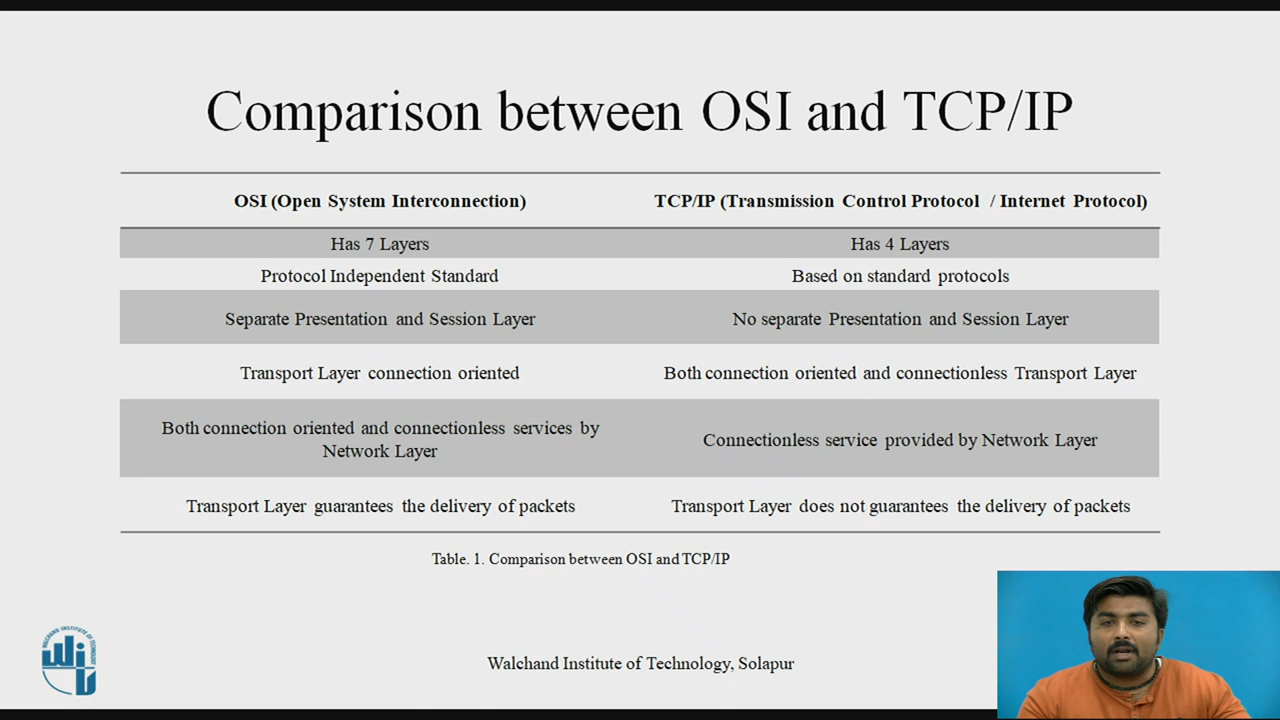 Comparison between OSI and TCP/IP
OSI (Open System Interconnection)
TCP/IP (Transmission Control Protocol / Internet Protocol)
Has 7 Layers
Has 4 Layers
Protocol Independent Standard
Based on standard protocols
Separate Presentation and Session Layer
No separate Presentation and Session Layer
Transport Layer connection oriented
Both connection oriented and connectionless Transport Layer
Both connection oriented and connectionless services by
Network Layer
Connectionless service provided by Network Layer
Transport Layer guarantees the delivery of packets
Transport Layer does not guarantees the delivery of packets
Table. 1. Comparison between OSI and TCP/IP
WALCHAND INSTITUTE OF TECHNOLOGY
WiT
Walchand Institute of Technology, Solapur